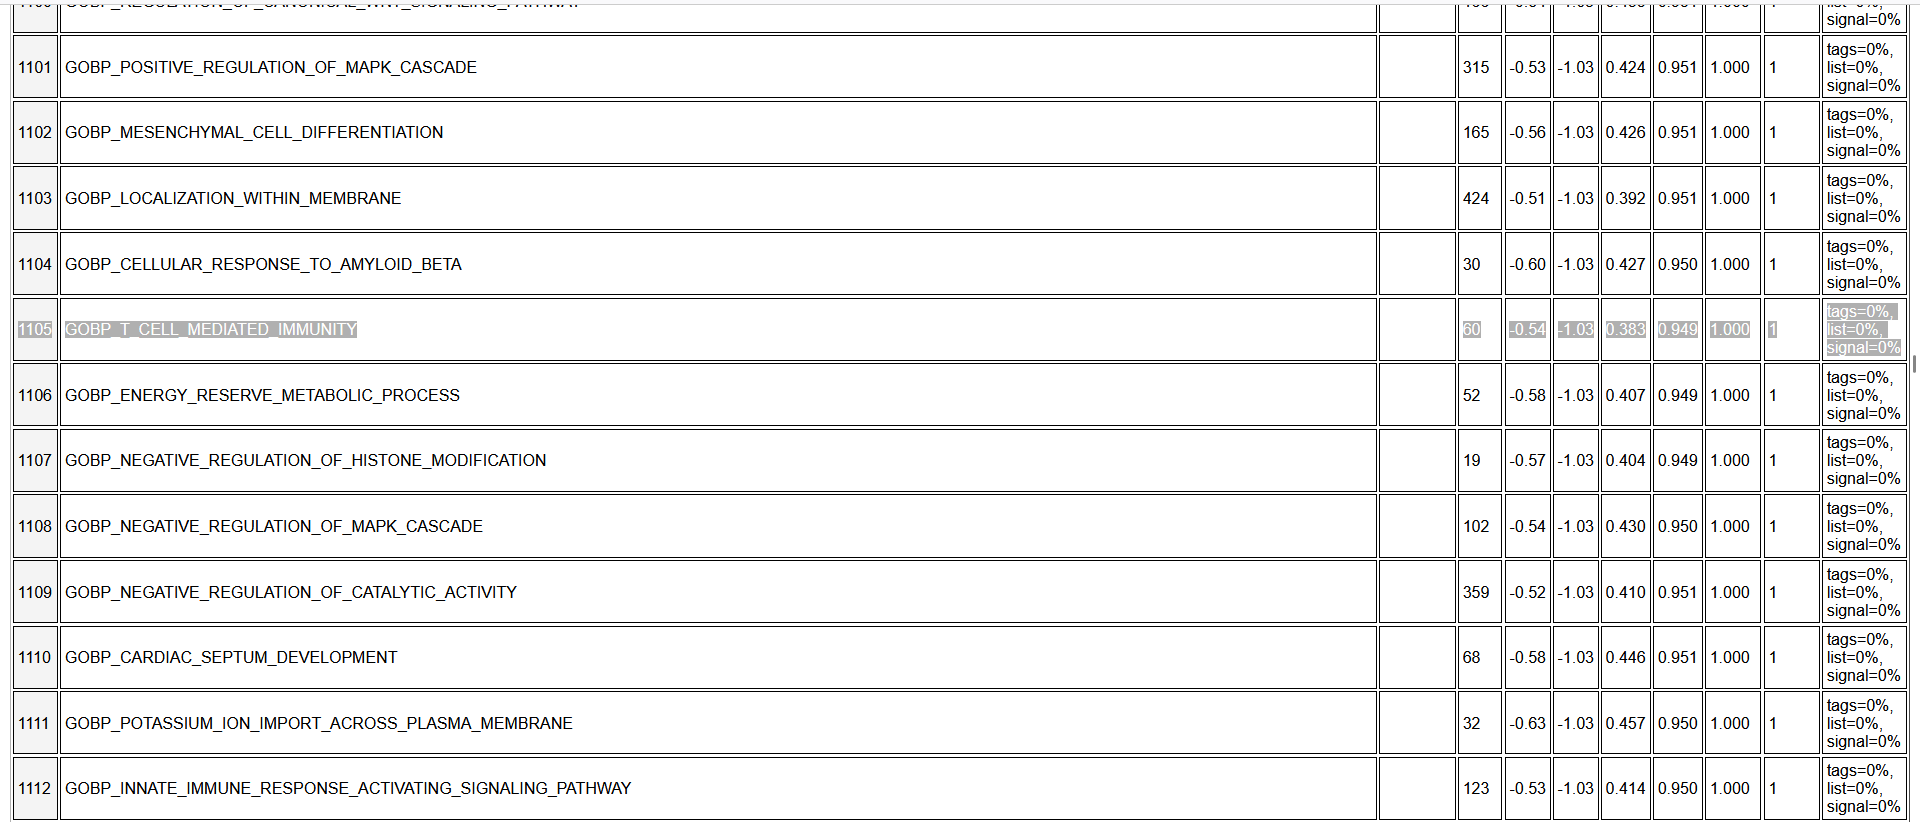 list=0%,
signal=0%
1101 GOBP_POSITIVE_REGULATION_OF_MAPK_CASCADE 315 -0.53 -1.03 0.424 0.951 1.000 1 tags=0%,
list=0%,
signal=0%
1102 GOBP_MESENCHYMAL_CELL_DIFFERENTIATION 165 -0.56 -1.03 0.426 0.951 1.000 1 tags=0%,
list=0%,
signal=0%
1103 GOBP_LOCALIZATION_WITHIN_MEMBRANE 424 -0.51 -1.03 0.392 0.951 1.000 1 tags=0%,
list=0%,
signal=0%
1104 GOBP_CELLULAR_RESPONSE_TO_AMYLOID_BETA 30 -0.60 -1.03 0.427 0.950 1.000 1 tags=0%,
list=0%,
signal=0%
1105 GOBP_T_CELL_MEDIATED_IMMUNITY 60 -0.54 -1.03 0.383 0.949 1.000 1 tags=0%,
list=0%,
signal=0%
1106 GOBP_ENERGY_RESERVE_METABOLIC_PROCESS 52 -0.58 -1.03 0.407 0.949 1.000 1 tags=0%,
list=0%,
signal=0%
1107 GOBP_NEGATIVE_REGULATION_OF_HISTONE_MODIFICATION 19 -0.57 -1.03 0.404 0.949 1.000 1 tags=0%,
list=0%,
signal=0%
1108 GOBP_NEGATIVE_REGULATION_OF_MAPK_CASCADE 102 -0.54 -1.03 0.430 0.950 1.000 1 tags=0%,
list=0%,
signal=0%
1109 GOBP_NEGATIVE_REGULATION_OF_CATALYTIC_ACTIVITY 359 -0.52 -1.03 0.410 0.951 1.000 1 tags=0%,
list=0%,
signal=0%
1110 GOBP_CARDIAC_SEPTUM_DEVELOPMENT 68 -0.58 -1.03 0.446 0.951 1.000 1 tags=0%,
list=0%,
signal=0%
1111 GOBP_POTASSIUM_ION_IMPORT_ACROSS_PLASMA_MEMBRANE 32 -0.63 -1.03 0.457 0.950 1.000 1 tags=0%,
list=0%,
signal=0%
1112 GOBP_INNATE_IMMUNE_RESPONSE_ACTIVATING_SIGNALING_PATHWAY 123 -0.53 -1.03 0.414 0.950 1.000 1 tags=0%,
list=0%,
signal=0%